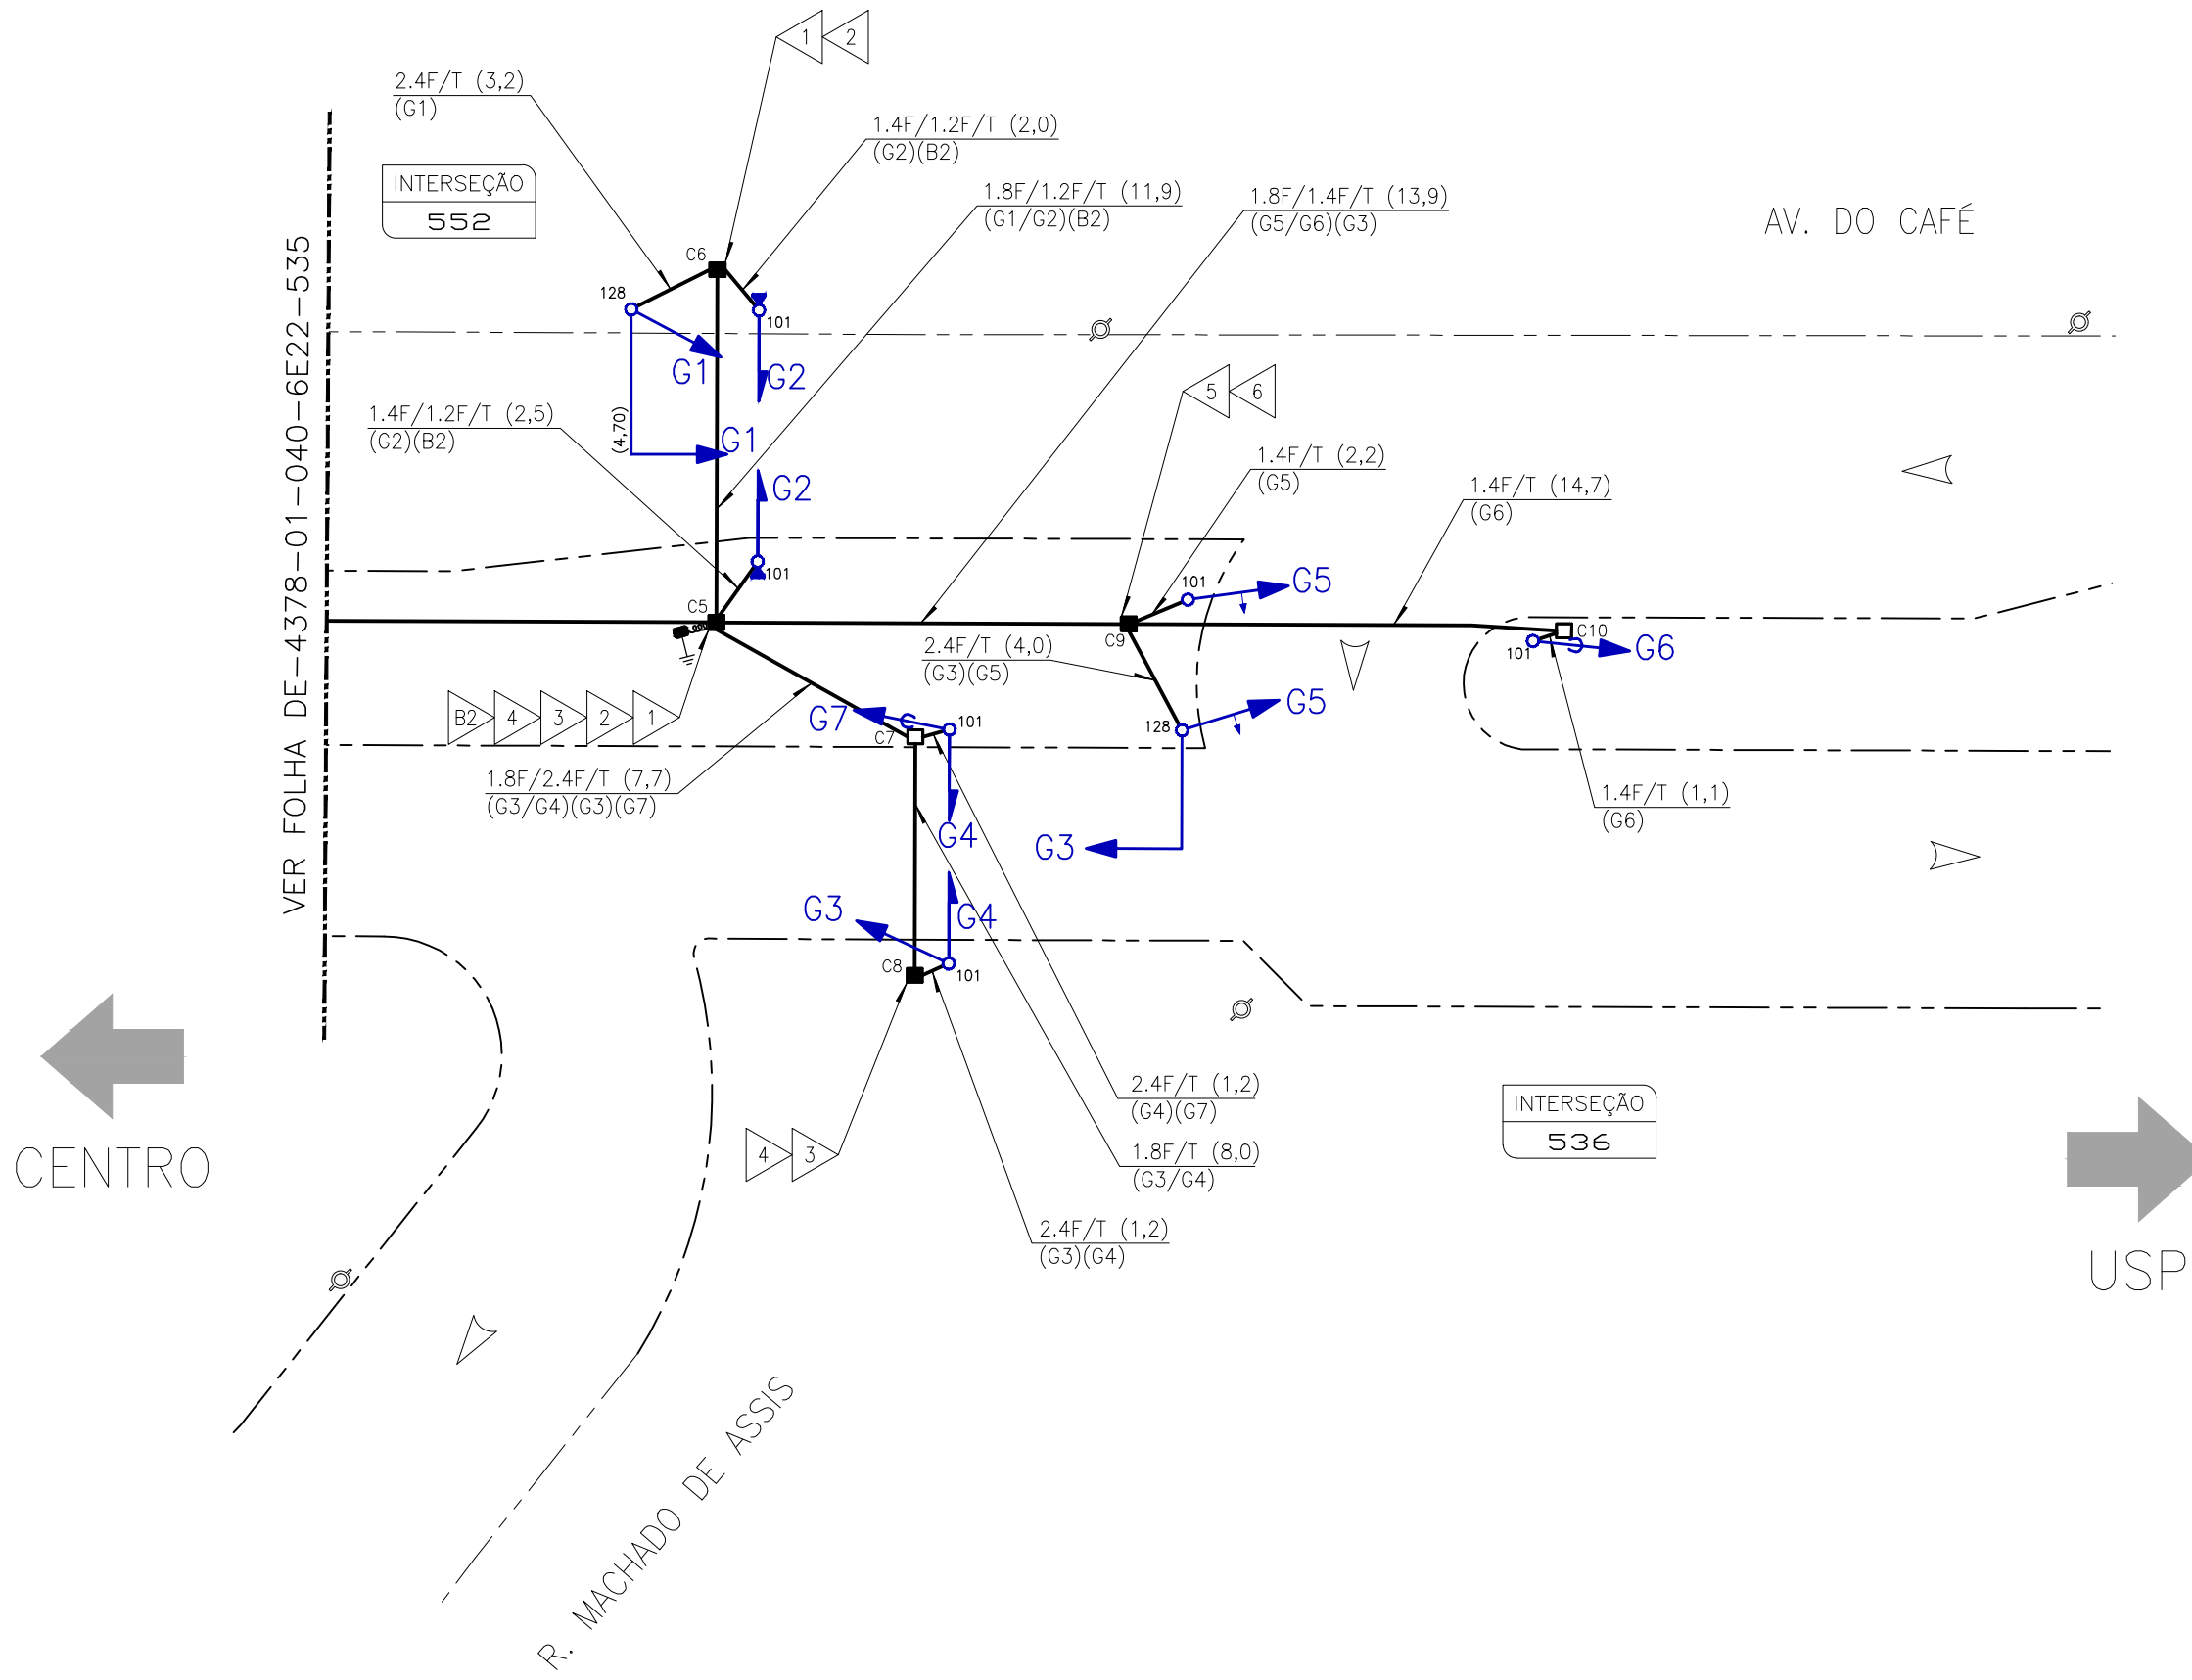 1
2
2.4F/T (3,2)
(G1)
1.4F/1.2F/T (2,0)
(G2)(B2)
INTERSEÇÃO
552
1.8F/1.2F/T (11,9)
(G1/G2)(B2)
1.8F/1.4F/T (13,9)
(G5/G6)(G3)
AV. DO CAFÉ
VER FOLHA DE-4378-01-040-6E22-535
C6
128
101
G1
G2
5
6
1.4F/1.2F/T (2,5)
(G2)(B2)
(4,70)
G1
G2
1.4F/T (2,2)
(G5)
1.4F/T (14,7)
(G6)
101
101
G5
C5
C9
C10
101
G6
2.4F/T (4,0)
(G3)(G5)
B2
4
3
2
1
G7
101
C7
128
G5
1.8F/2.4F/T (7,7)
(G3/G4)(G3)(G7)
1.4F/T (1,1)
(G6)
G4
G3
G3
G4
C8
101
2.4F/T (1,2)
(G4)(G7)
INTERSEÇÃO
536
4
3
1.8F/T (8,0)
(G3/G4)
CENTRO
2.4F/T (1,2)
(G3)(G4)
USP
R. MACHADO DE ASSIS